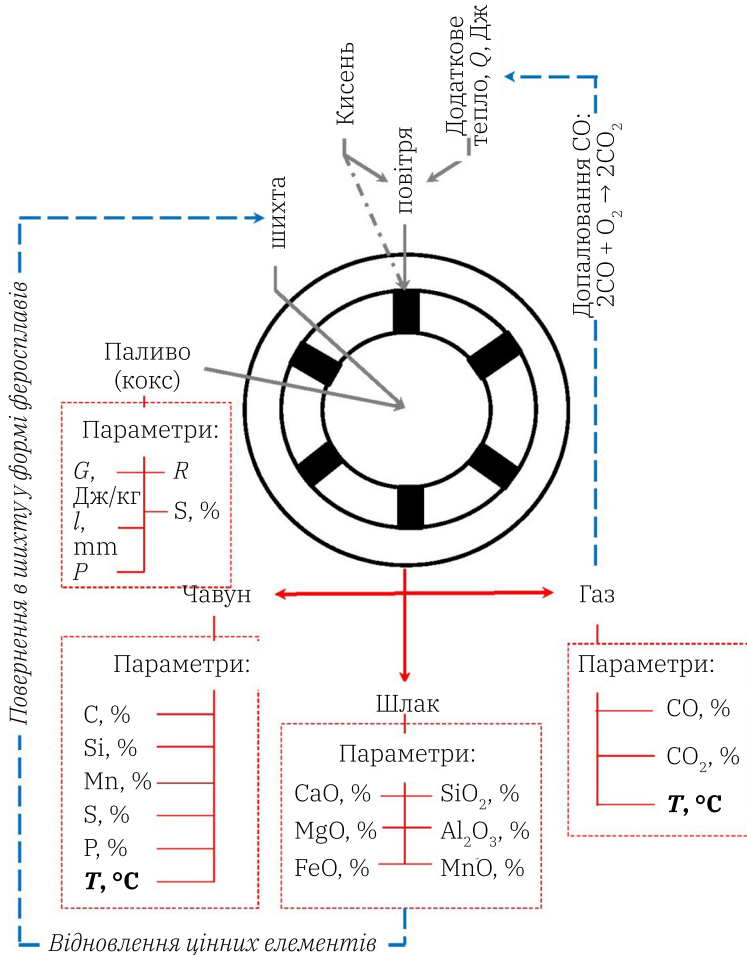 Кисень
Додаткове
тепло, Q, Дж
повітря
шихта
Допалювання CO:
2CO + O₂ → 2CO₂
Повернення в шихту у формі феросплавів
Паливо
(кокс)
Параметри:
G,
Дж/кг
l,
mm
P
R
S, %
Чавун
Параметри:
C, %
Si, %
Mn, %
S, %
P, %
T, °C
Шлак
Параметри:
CaO, %
SiO₂, %
MgO, %
Al₂O₃, %
FeO, %
MnO, %
Газ
Параметри:
CO, %
CO₂, %
T, °C
Відновлення цінних елементів